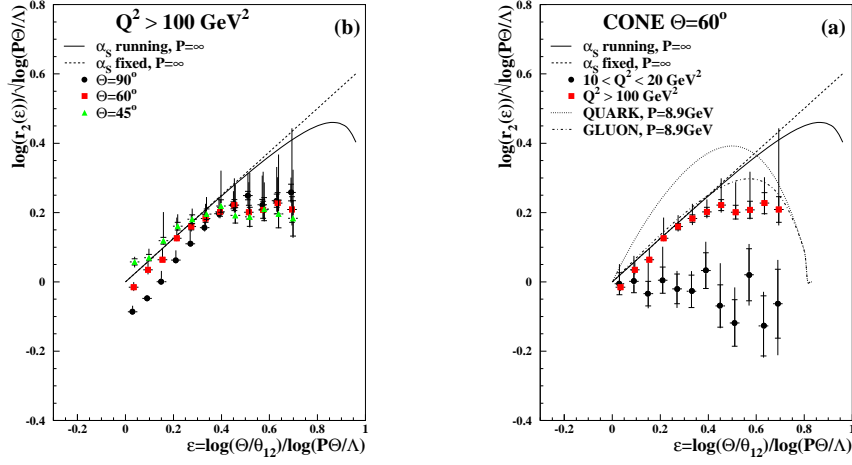 Q² > 100 GeV²
(b)
α_S running, P=∞
α_S fixed, P=∞
Θ=90°
Θ=60°
Θ=45°
log(r₂(ε))/√log(PΘ/Λ)
0.8
0.6
0.4
0.2
0
-0.2
-0.4
0 0.2 0.4 0.6 0.8 1
ε=log(Θ/θ₁₂)/log(PΘ/Λ)
CONE Θ=60°
(a)
α_S running, P=∞
α_S fixed, P=∞
10 < Q² < 20 GeV²
Q² > 100 GeV²
QUARK, P=8.9GeV
GLUON, P=8.9GeV
log(r₂(ε))/√log(PΘ/Λ)
0.8
0.6
0.4
0.2
0
-0.2
-0.4
0 0.2 0.4 0.6 0.8 1
ε=log(Θ/θ₁₂)/log(PΘ/Λ)